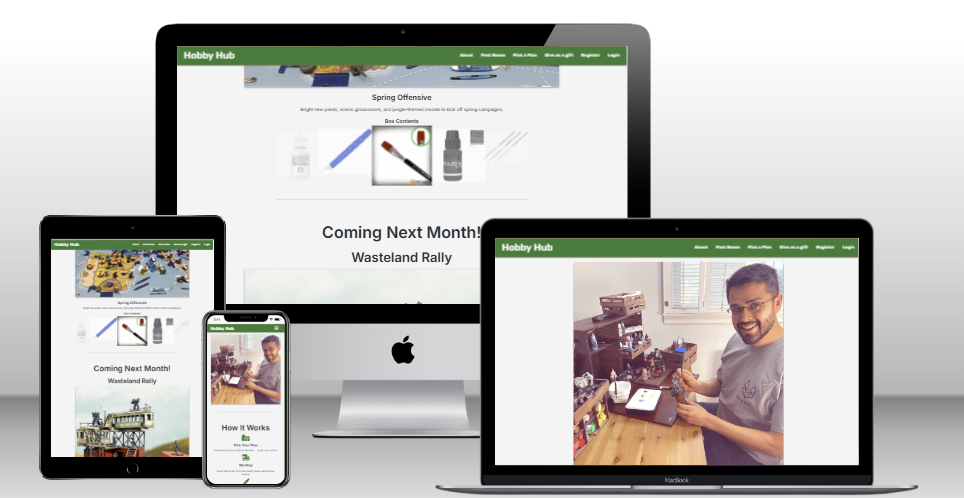 Hobby Hub
About Past Boxes Pick a Plan Give as a gift Register Login
Spring Offensive
Bright new paints, scenic groundwork, and jungle-themed models to kick off spring campaigns.
Box Contents
Coming Next Month!
Wasteland Rally
Hobby Hub
Spring Offensive
Coming Next Month!
Wasteland Rally
Hobby Hub
How It Works
Pick Your Plan
We Ship
Hobby Hub
About Past Boxes Pick a Plan Give as a gift Register Login
MacBook